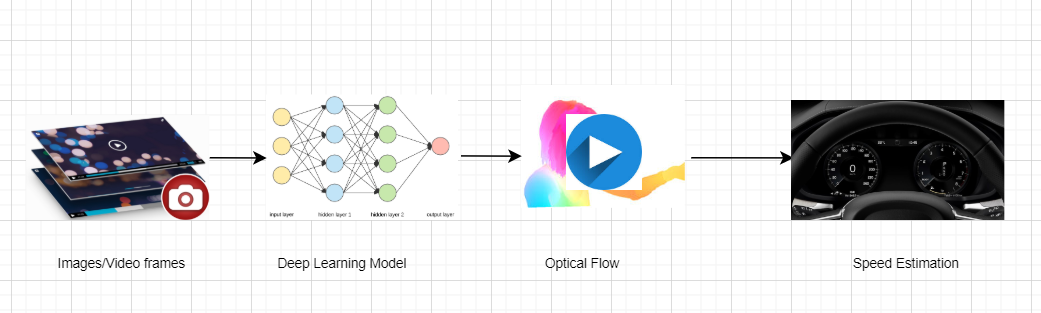 input layer
hidden layer 1
hidden layer 2
output layer
0
Images/Video frames
Deep Learning Model
Optical Flow
Speed Estimation